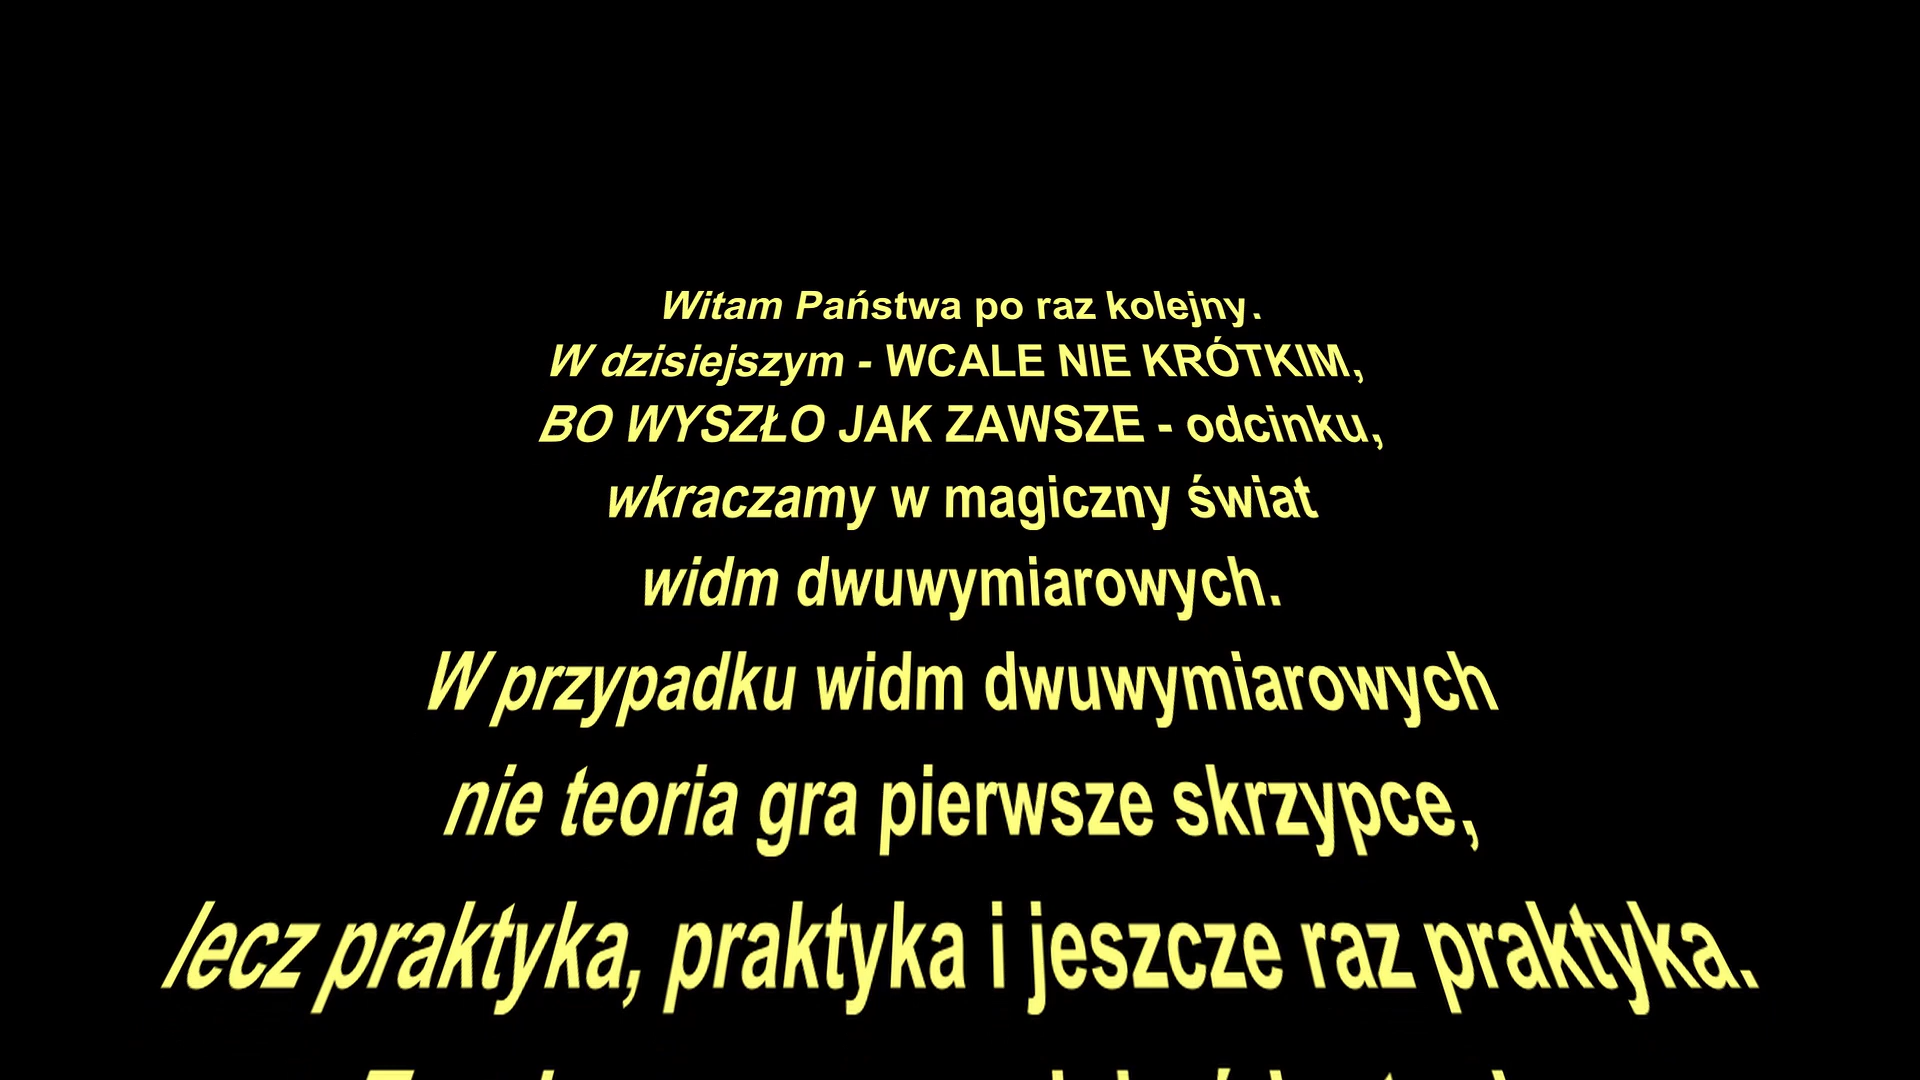 Witam Państwa po raz kolejny.
W dzisiejszym - WCALE NIE KRÓTKIM,
BO WYSZŁO JAK ZAWSZE - odcinku,
wkraczamy w magiczny świat
widm dwuwymiarowych.
W przypadku widm dwuwymiarowych
nie teoria gra pierwsze skrzypce,
lecz praktyka, praktyka i jeszcze raz praktyka.